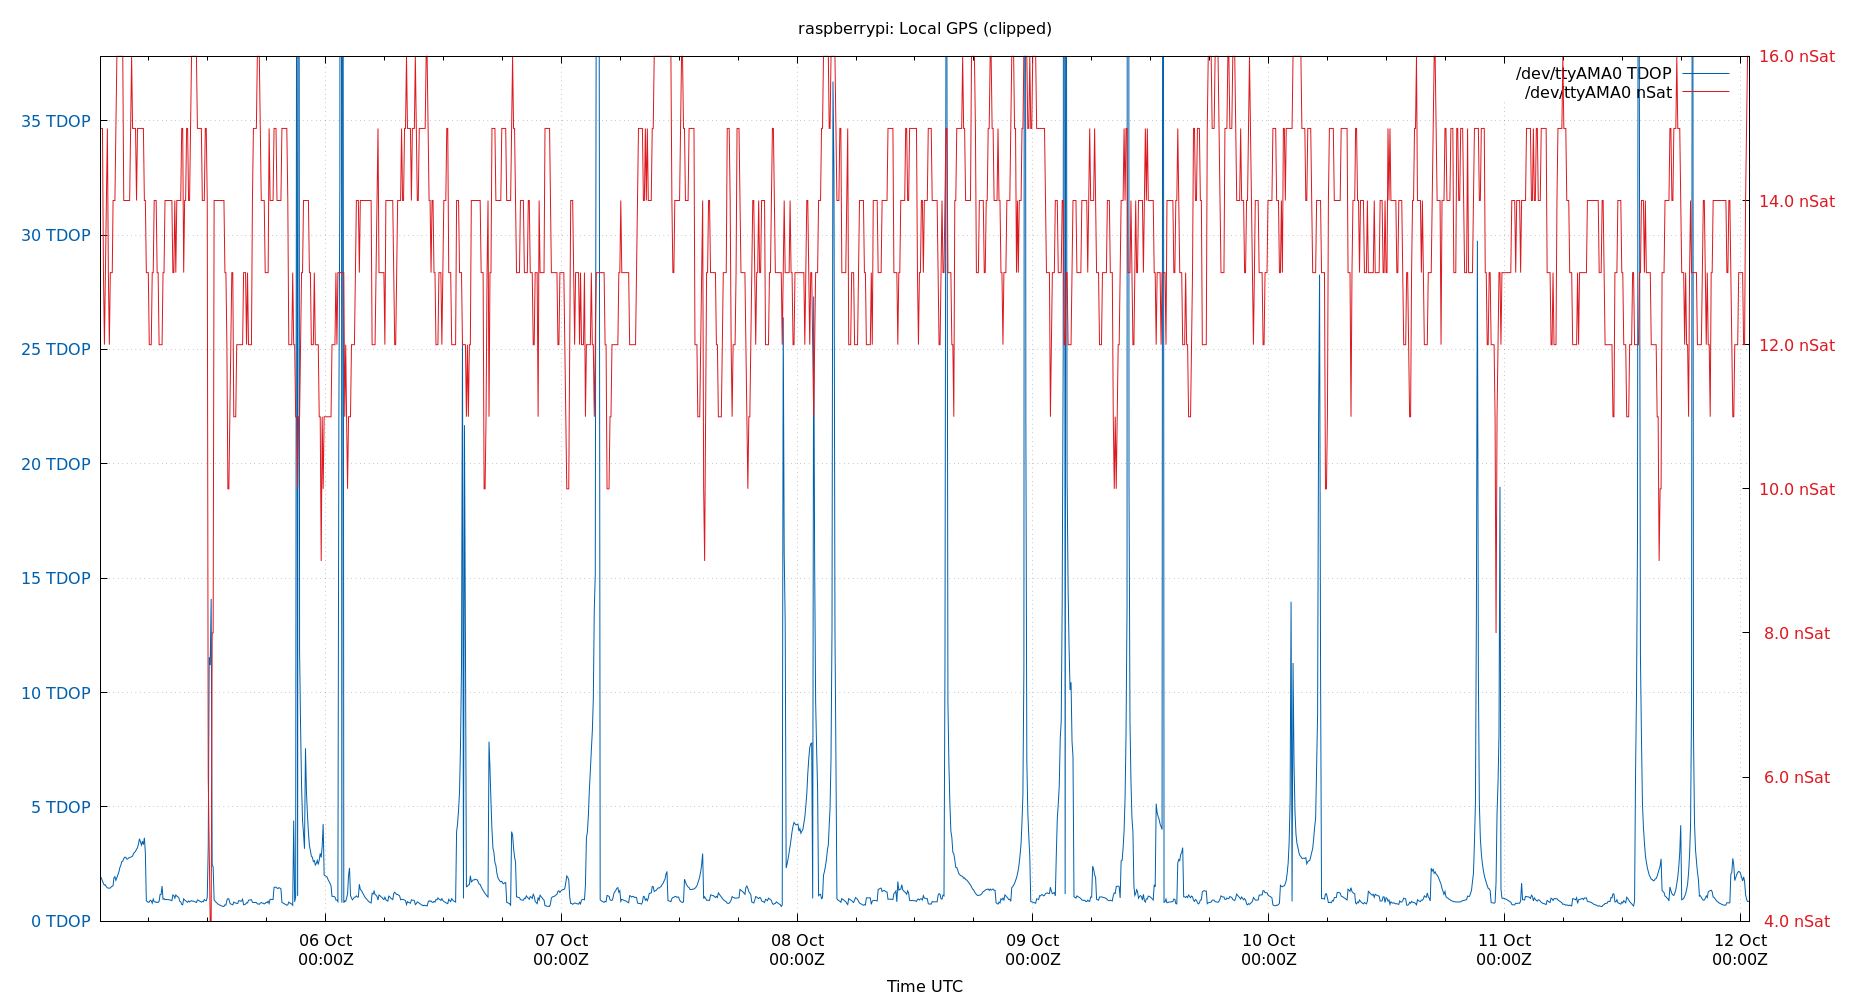 raspberrypi: Local GPS (clipped)
16.0 nSat
/dev/ttyAMA0 TDOP
/dev/ttyAMA0 nSat
35 TDOP
14.0 nSat
30 TDOP
12.0 nSat
25 TDOP
20 TDOP
10.0 nSat
15 TDOP
8.0 nSat
10 TDOP
6.0 nSat
5 TDOP
0 TDOP
4.0 nSat
06 Oct 07 Oct 08 Oct 09 Oct 10 Oct 11 Oct 12 Oct
00:00Z 00:00Z 00:00Z 00:00Z 00:00Z 00:00Z 00:00Z
Time UTC